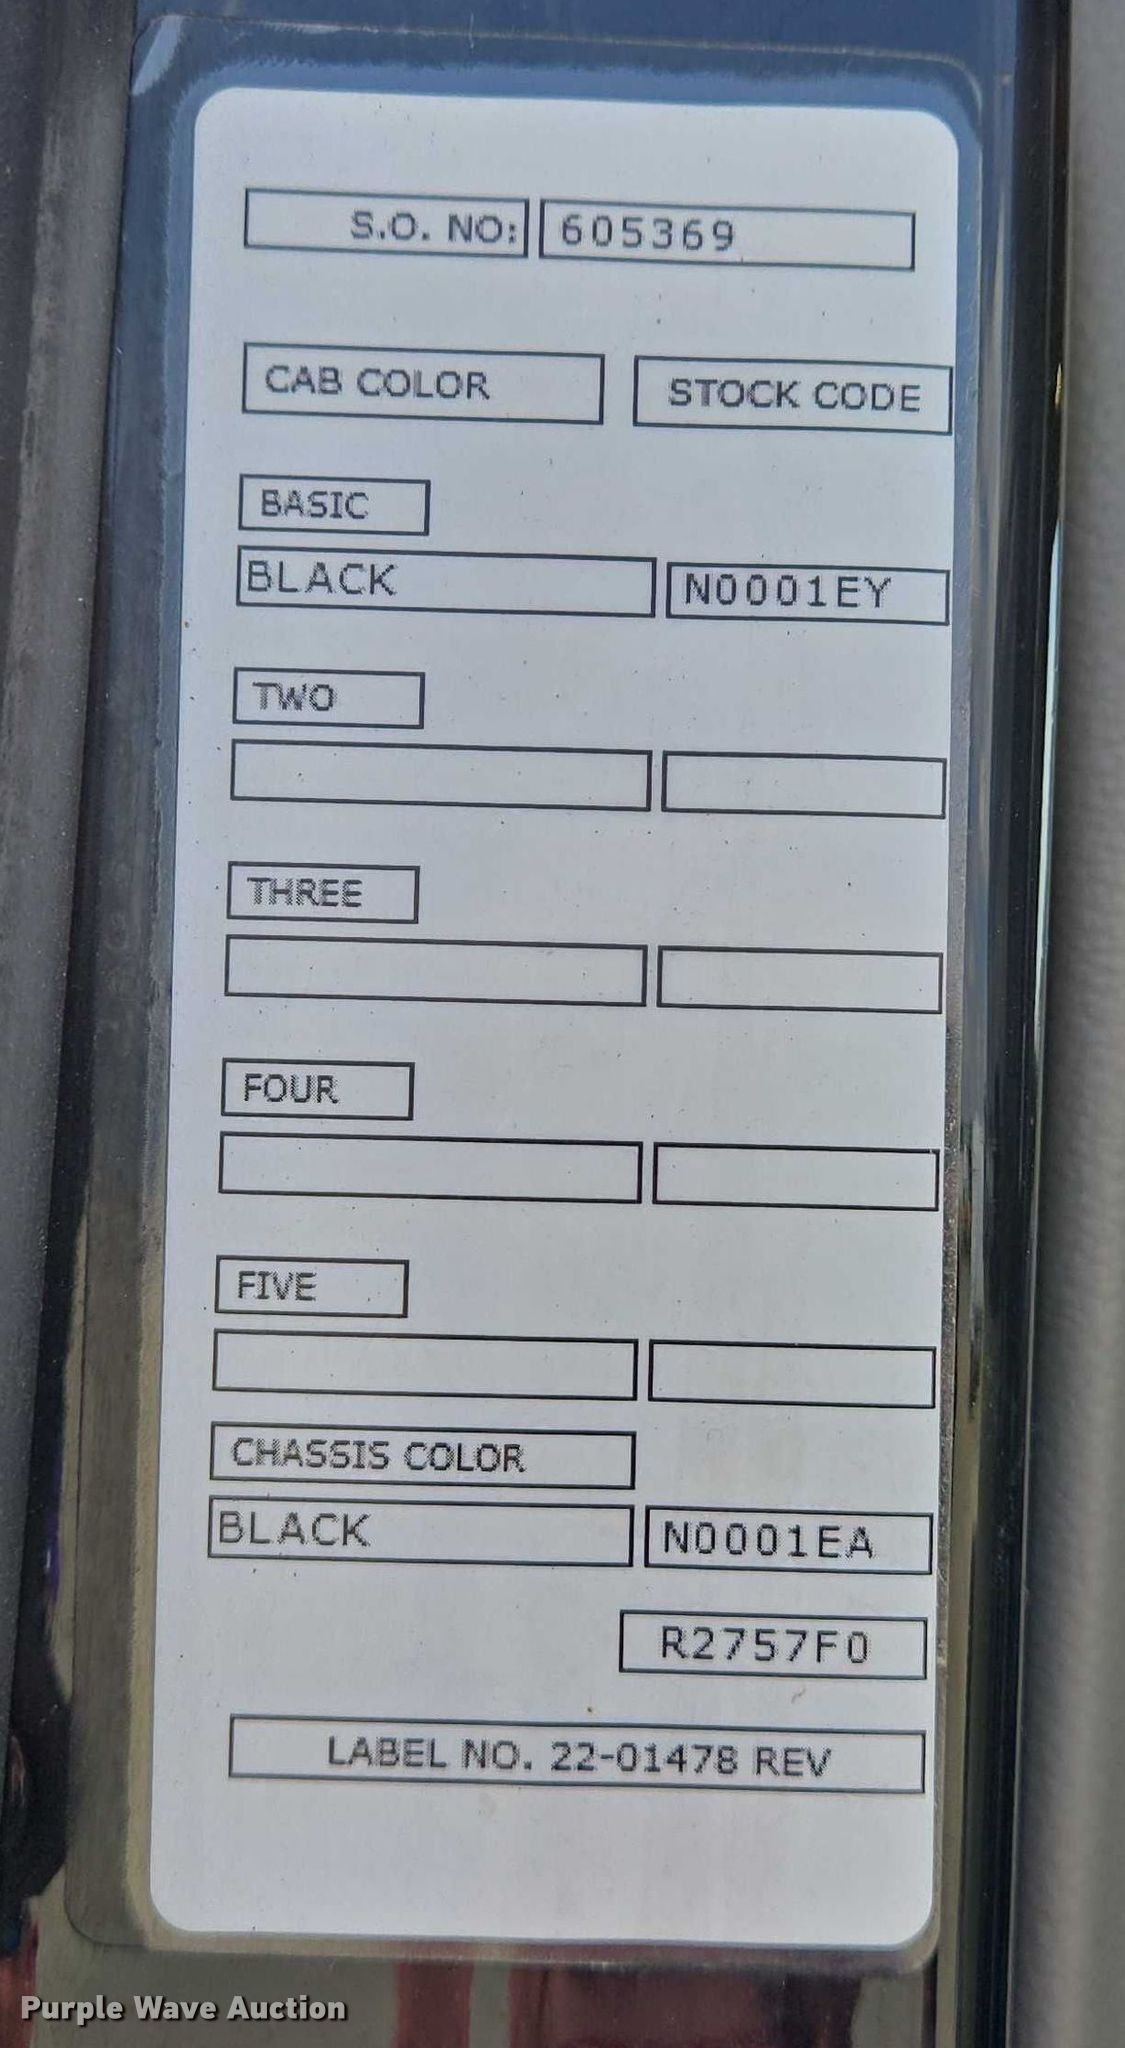 S.O. NO: 605369
CAB COLOR STOCK CODE
BASIC
BLACK N0001EY
TWO
THREE
FOUR
FIVE
CHASSIS COLOR
BLACK N0001EA
R2757F0
LABEL NO. 22-01478 REV
Purple Wave Auction